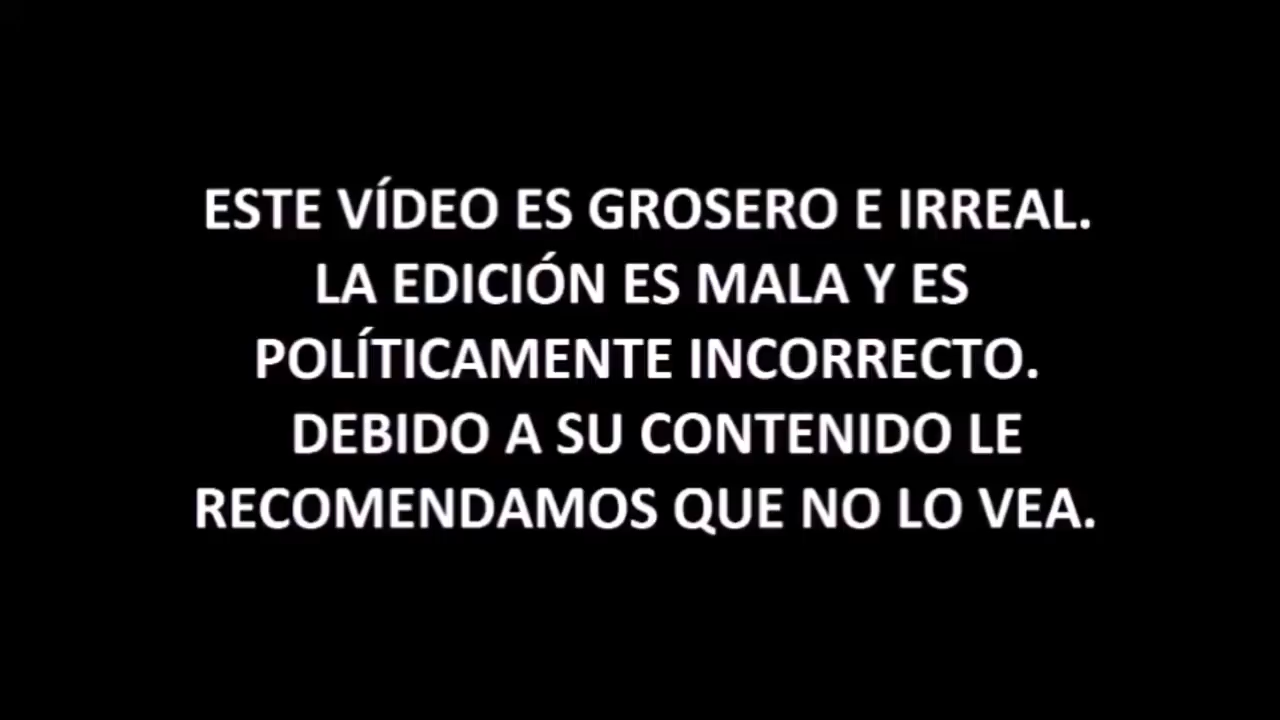 ESTE VÍDEO ES GROSERO E IRREAL.
LA EDICIÓN ES MALA Y ES
POLÍTICAMENTE INCORRECTO.
DEBIDO A SU CONTENIDO LE
RECOMENDAMOS QUE NO LO VEA.